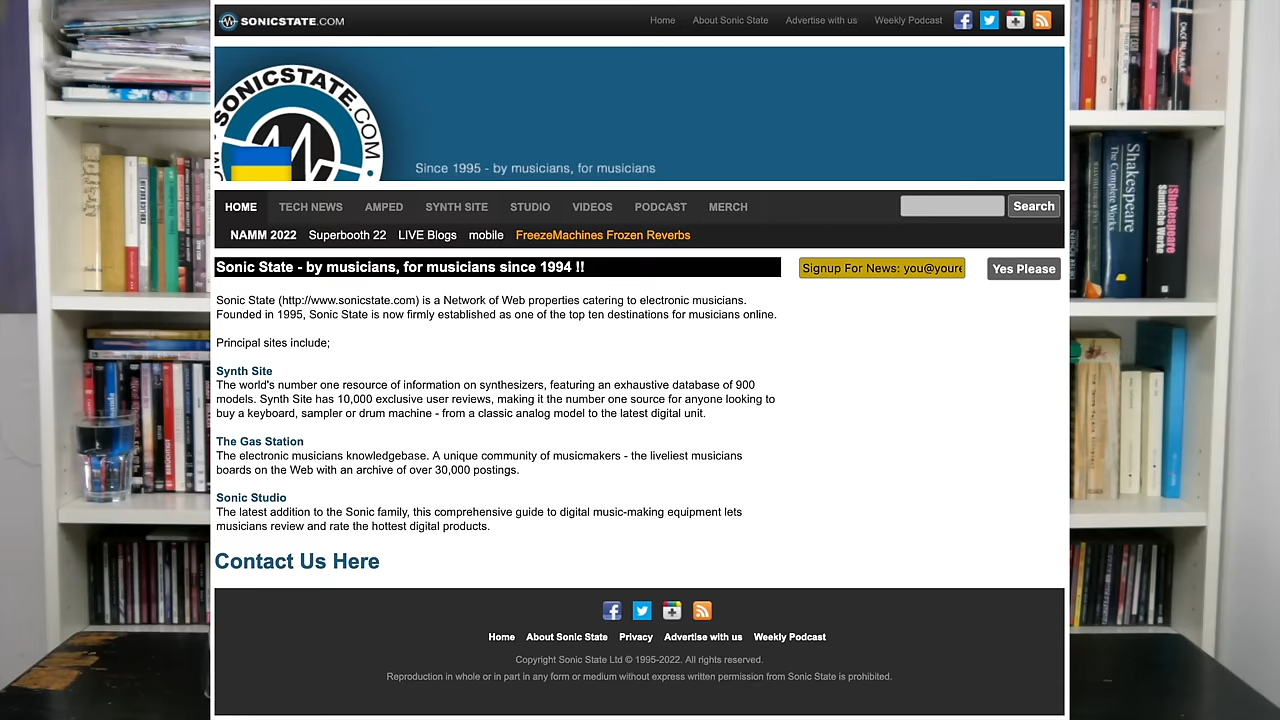 SONICSTATE.COM
Home About Sonic State Advertise with us Weekly Podcast
SONICSTATE.COM
Since 1995 - by musicians, for musicians
HOME TECH NEWS AMPED SYNTH SITE STUDIO VIDEOS PODCAST MERCH
Search
NAMM 2022 Superbooth 22 LIVE Blogs mobile FreezeMachines Frozen Reverbs
Sonic State - by musicians, for musicians since 1994 !!
Signup For News: you@youre
Yes Please
Sonic State (http://www.sonicstate.com) is a Network of Web properties catering to electronic musicians.
Founded in 1995, Sonic State is now firmly established as one of the top ten destinations for musicians online.
Principal sites include;
Synth Site
The world's number one resource of information on synthesizers, featuring an exhaustive database of 900
models. Synth Site has 10,000 exclusive user reviews, making it the number one source for anyone looking to
buy a keyboard, sampler or drum machine - from a classic analog model to the latest digital unit.
The Gas Station
The electronic musicians knowledgebase. A unique community of musicmakers - the liveliest musicians
boards on the Web with an archive of over 30,000 postings.
Sonic Studio
The latest addition to the Sonic family, this comprehensive guide to digital music-making equipment lets
musicians review and rate the hottest digital products.
Contact Us Here
Home About Sonic State Privacy Advertise with us Weekly Podcast
Copyright Sonic State Ltd © 1995-2022. All rights reserved.
Reproduction in whole or in part in any form or medium without express written permission from Sonic State is prohibited.
Shakespeare
The Complete Works
Shakespeare
Sämtliche Werke